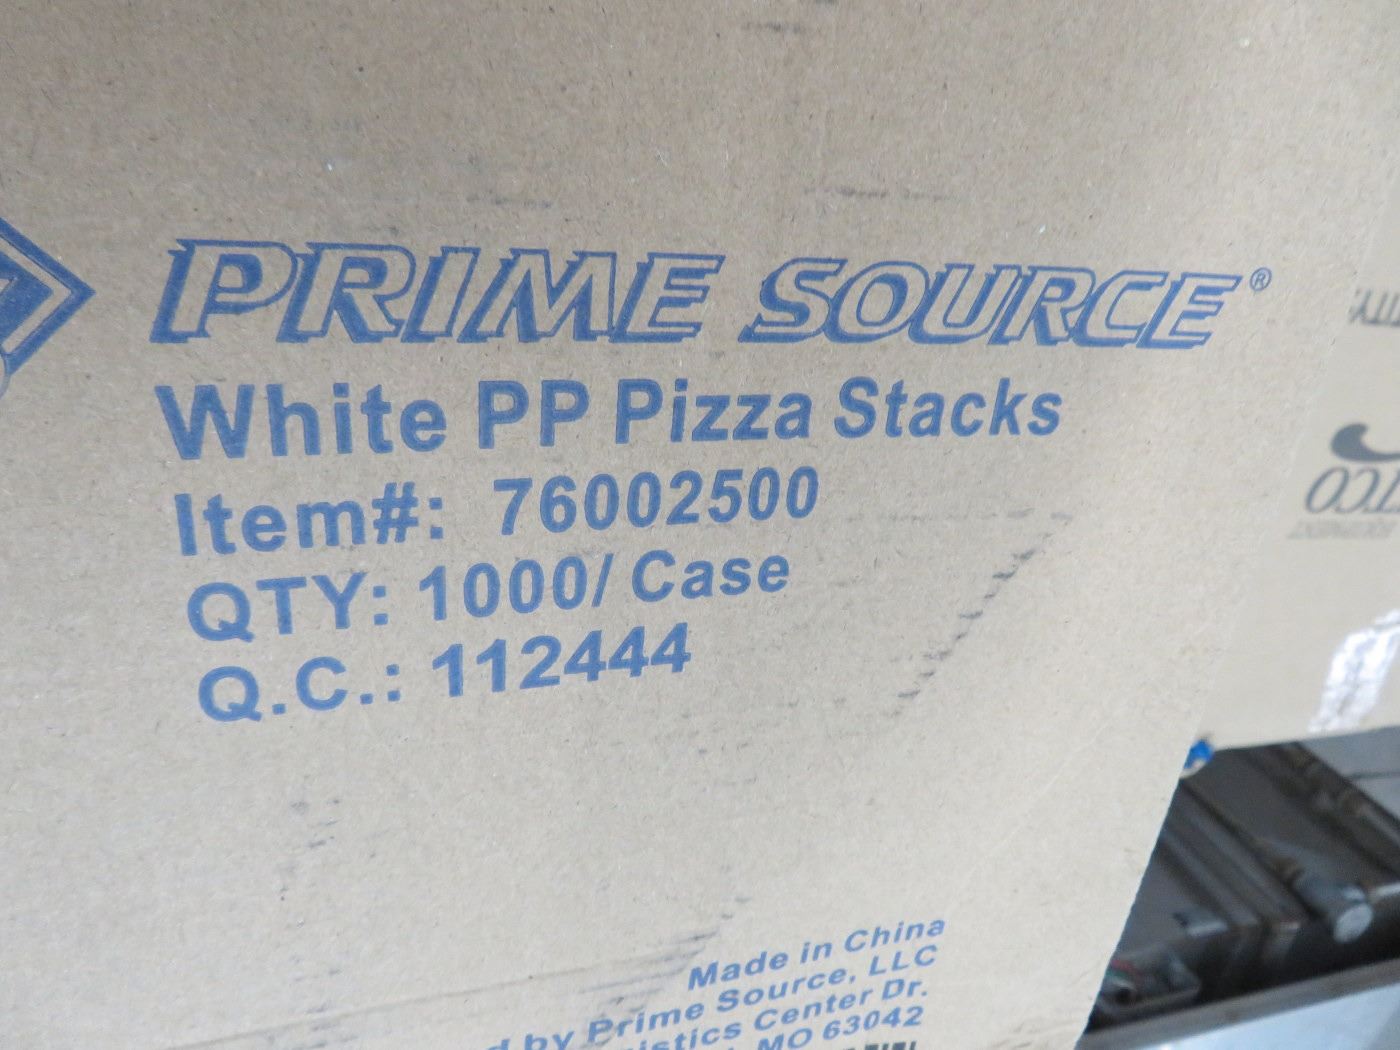 PRIME SOURCE®
White PP Pizza Stacks
Item#: 76002500
QTY: 1000/ Case
Q.C.: 112444
Made in China
by Prime Source, LLC
Center Dr.
MO 63042